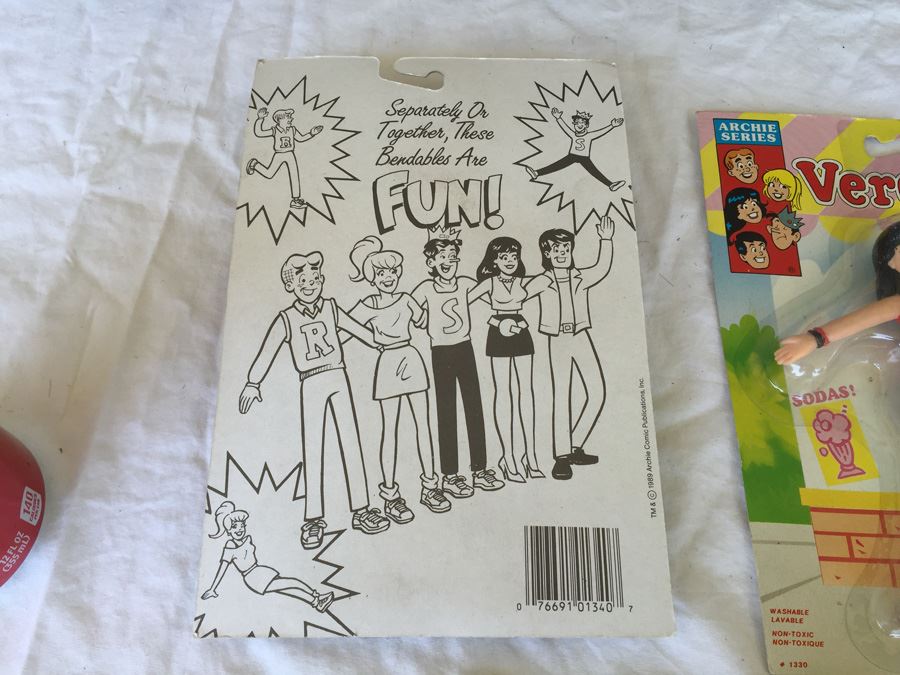 Separately Or
Together, These
Bendables Are
FUN!
R
S
R
S
TM & © 1989 Archie Comic Publications, Inc.
0 76691 01340 7
ARCHIE
SERIES
Ver
SODAS!
WASHABLE
LAVABLE
NON-TOXIC
NON-TOXIQUE
# 1330
140
12 FL OZ
(355 mL)